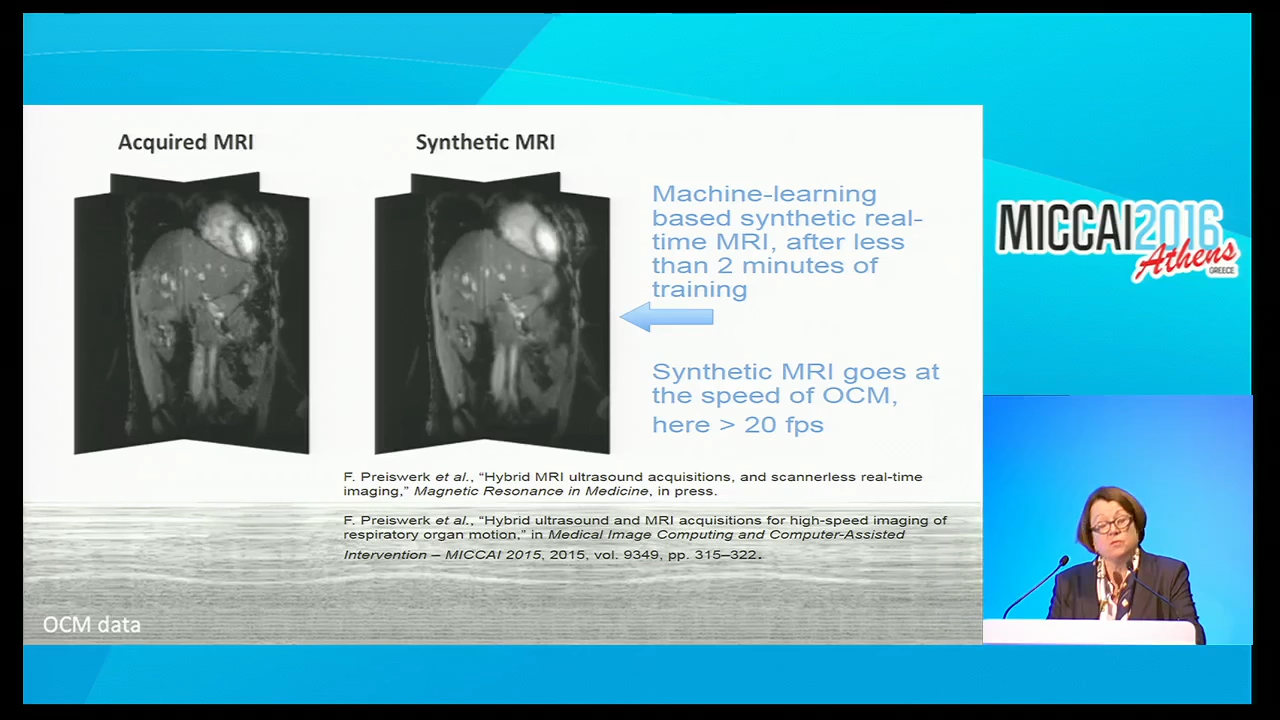 Acquired MRI
Synthetic MRI
Machine-learning
based synthetic real-
time MRI, after less
than 2 minutes of
training
Synthetic MRI goes at
the speed of OCM,
here > 20 fps
F. Preiswerk et al., “Hybrid MRI ultrasound acquisitions, and scannerless real-time
imaging,” Magnetic Resonance in Medicine, in press.
F. Preiswerk et al., “Hybrid ultrasound and MRI acquisitions for high-speed imaging of
respiratory organ motion,” in Medical Image Computing and Computer-Assisted
Intervention – MICCAI 2015, 2015, vol. 9349, pp. 315–322.
OCM data
MICCAI2016
Athens
GREECE